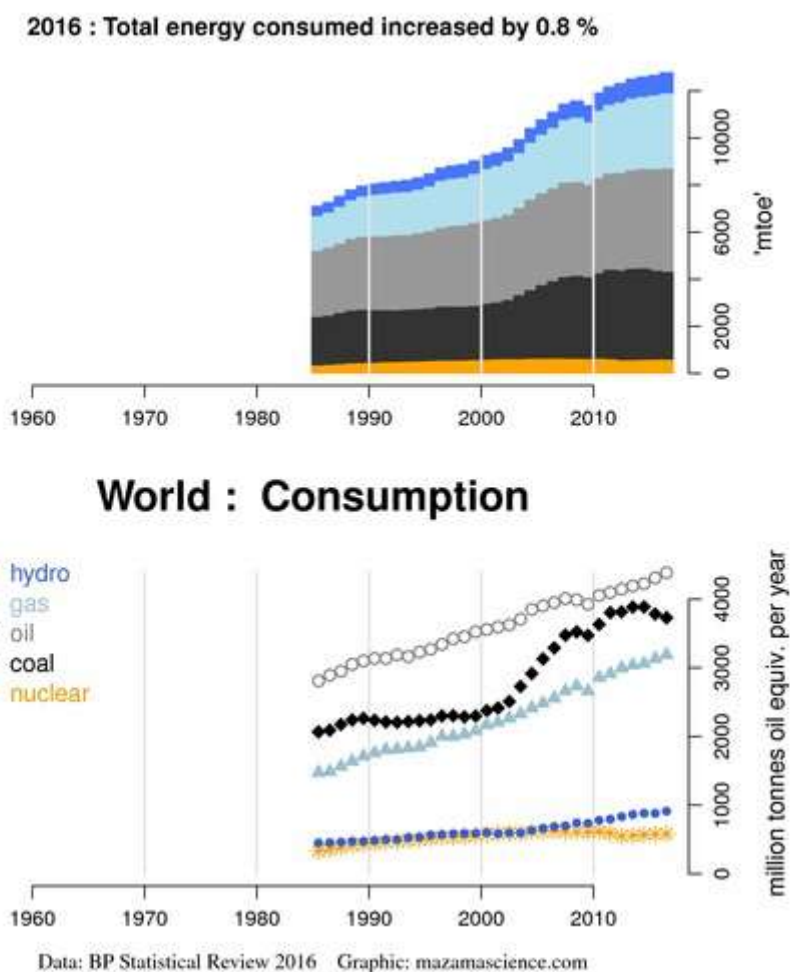 2016 : Total energy consumed increased by 0.8 %
10000
6000
2000
0
'mtoe'
1960 1970 1980 1990 2000 2010
World : Consumption
hydro
gas
oil
coal
nuclear
4000
3000
2000
1000
0
million tonnes oil equiv. per year
1960 1970 1980 1990 2000 2010
Data: BP Statistical Review 2016 Graphic: mazamascience.com